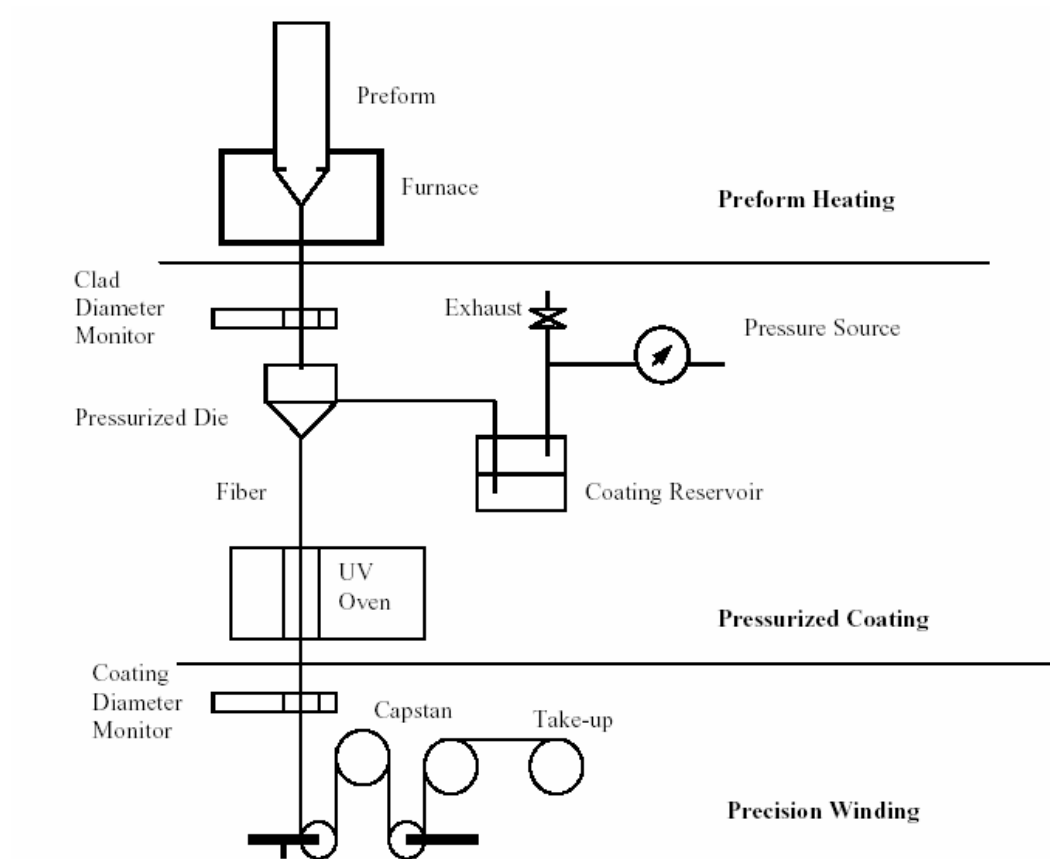 Preform
Furnace
Preform Heating
Clad
Diameter
Monitor
Exhaust
Pressure Source
Pressurized Die
Fiber
Coating Reservoir
UV
Oven
Pressurized Coating
Coating
Diameter
Monitor
Capstan
Take-up
Precision Winding